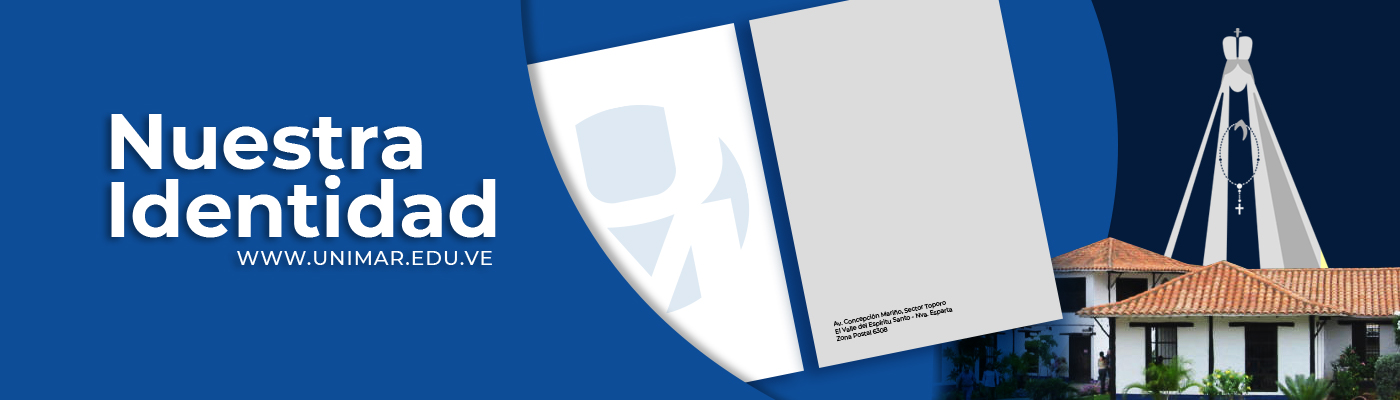 Nuestra
Identidad
WWW.UNIMAR.EDU.VE
Av. Concepción Mariño, Sector Toporo
El Valle del Espíritu Santo - Nva. Esparta
Zona Postal 6308